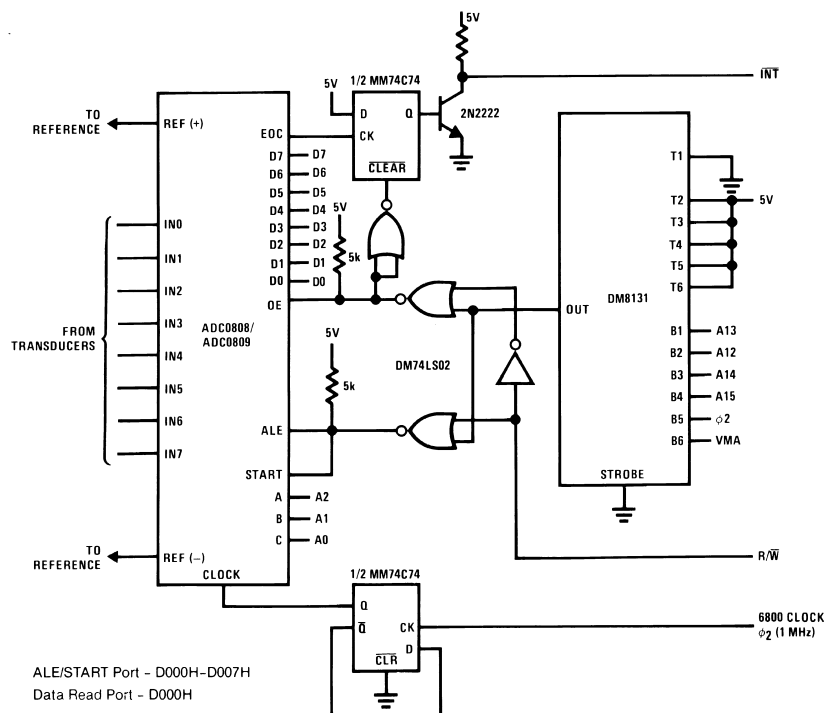 5V
1/2 MM74C74
INT
5V
D
Q
2N2222
TO
REFERENCE
REF (+)
EOC
CK
CLEAR
T1
D7
D7
D6
D6
D5
D5
D4
D4
D3
D3
D2
D2
D1
D1
D0
D0
OE
5V
5k
T2
5V
T3
T4
T5
T6
IN0
IN1
IN2
IN3
IN4
IN5
IN6
IN7
FROM
TRANSDUCERS
ADC0808/
ADC0809
OUT
DM8131
B1
A13
B2
A12
B3
A14
B4
A15
B5
φ2
B6
VMA
STROBE
5V
5k
DM74LS02
ALE
START
A
A2
B
A1
C
A0
TO
REFERENCE
REF (−)
CLOCK
R/W̅
1/2 MM74C74
Q
Q̅
CK
D
CLR
6800 CLOCK
φ2 (1 MHz)
ALE/START Port – D000H–D007H
Data Read Port – D000H